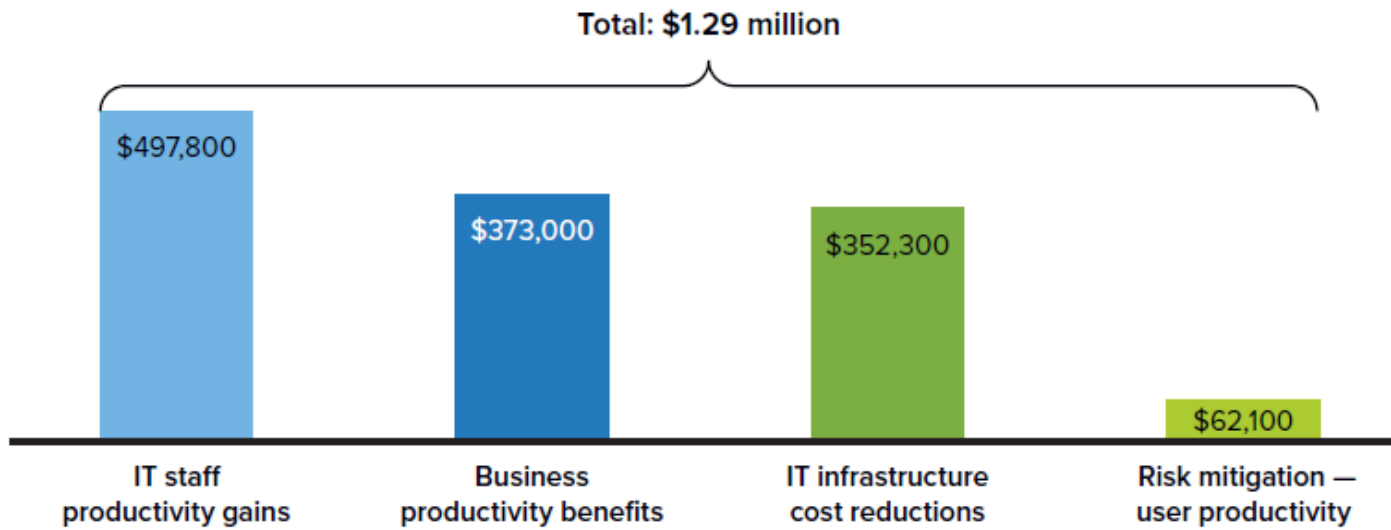 Total: $1.29 million
$497,800
$373,000
$352,300
$62,100
IT staff
productivity gains
Business
productivity benefits
IT infrastructure
cost reductions
Risk mitigation —
user productivity